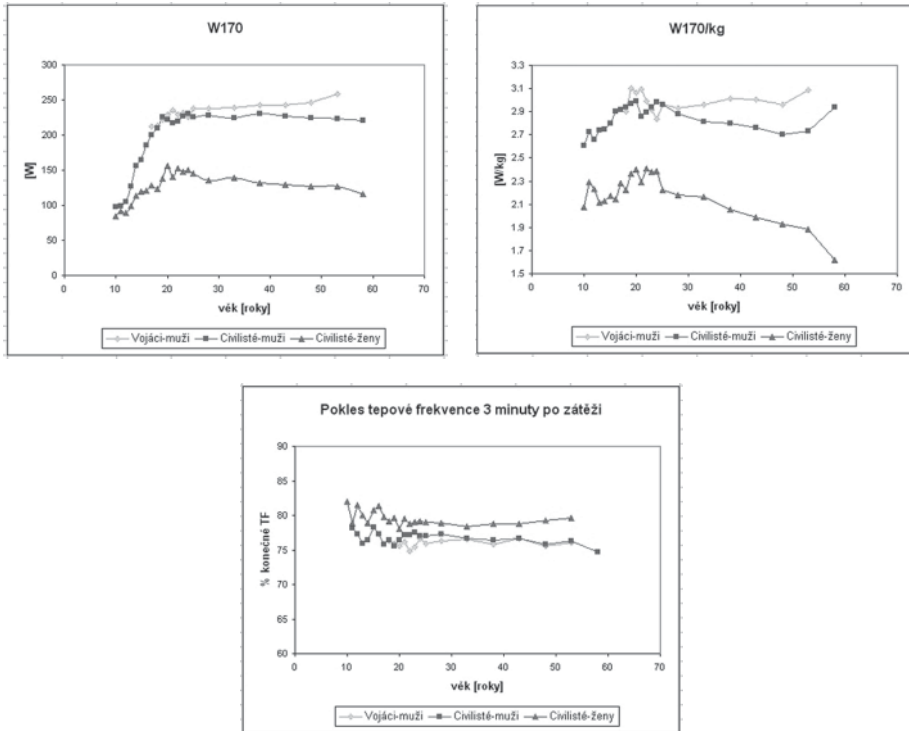 W170
300
250
200
150
100
50
0
[W]
0 10 20 30 40 50 60 70
věk [roky]
Vojáci-muži Civilisté-muži Civilisté-ženy
W170/kg
3.3
3.1
2.9
2.7
2.5
2.3
2.1
1.9
1.7
1.5
[W/kg]
0 10 20 30 40 50 60 70
věk [roky]
Vojáci-muži Civilisté-muži Civilisté-ženy
Pokles tepové frekvence 3 minuty po zátěži
90
85
80
75
70
65
60
% konečné TF
0 10 20 30 40 50 60 70
věk [roky]
Vojáci-muži Civilisté-muži Civilisté-ženy